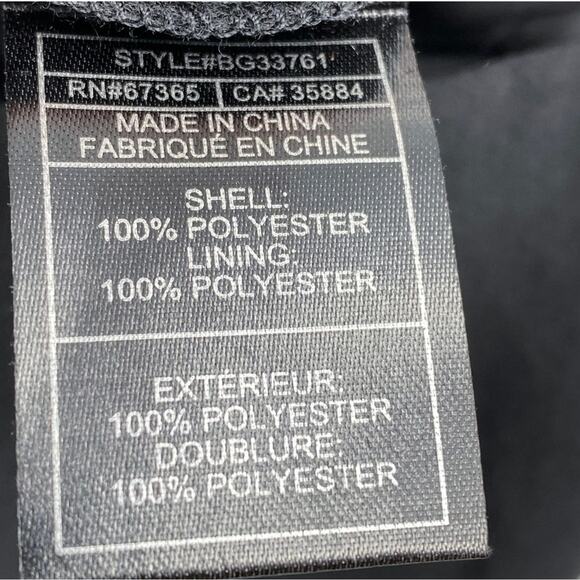 STYLE#BG33761
RN#67365 CA# 35884
MADE IN CHINA
FABRIQUÉ EN CHINE
SHELL:
100% POLYESTER
LINING:
100% POLYESTER
EXTÉRIEUR:
100% POLYESTER
DOUBLURE:
100% POLYESTER